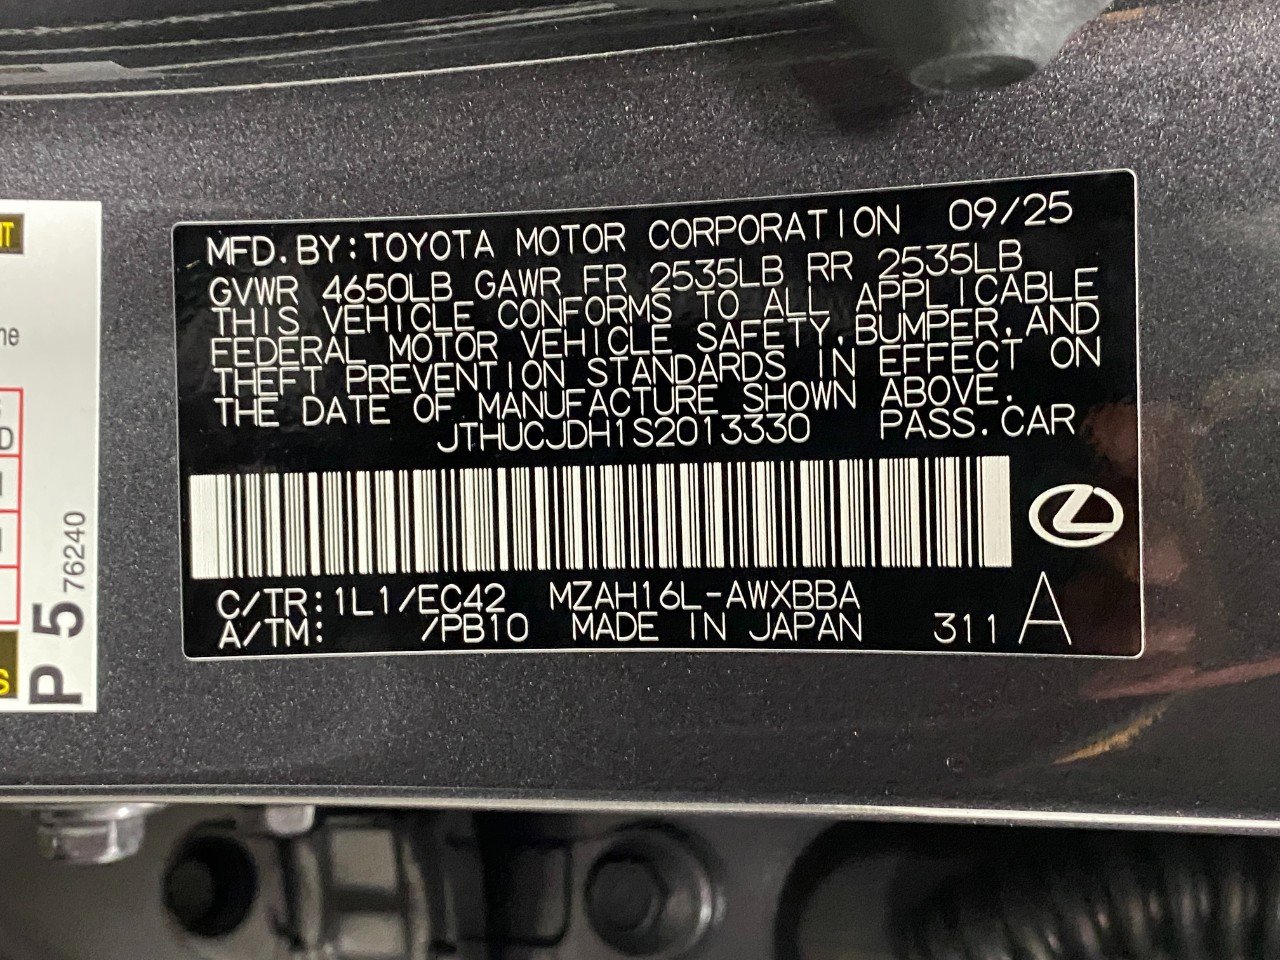 MFD.BY:TOYOTA MOTOR CORPORATION 09/25
GVWR 4650LB GAWR FR 2535LB RR 2535LB
THIS VEHICLE CONFORMS TO ALL APPLICABLE
FEDERAL MOTOR VEHICLE SAFETY,BUMPER,AND
THEFT PREVENTION STANDARDS IN EFFECT ON
THE DATE OF MANUFACTURE SHOWN ABOVE.
JTHUCJDH1S2013330 PASS.CAR
C/TR:1L1/EC42 MZAH16L-AWXBBA
A/TM: /PB10 MADE IN JAPAN 311 A
P 5 76240